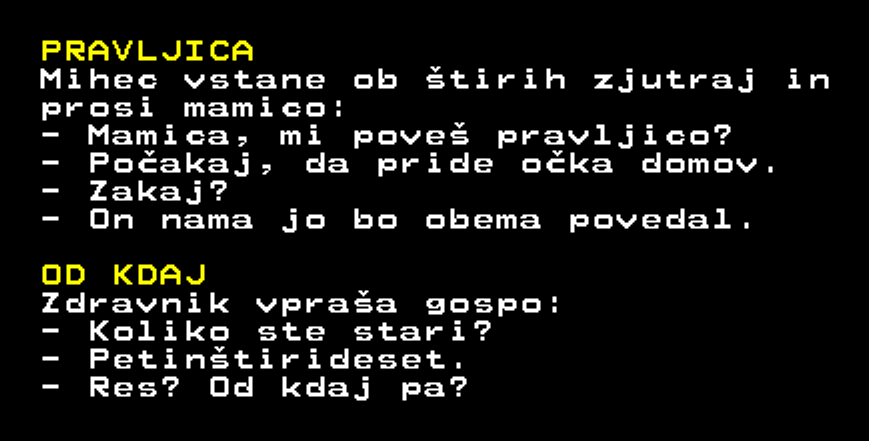 PRAVLJICA
Mihec vstane ob štirih zjutraj in
prosi mamico:
- Mamica, mi poveš pravljico?
- Počakaj, da pride očka domov.
- Zakaj?
- On nama jo bo obema povedal.
OD KDAJ
Zdravnik vpraša gospo:
- Koliko ste stari?
- Petinštirideset.
- Res? Od kdaj pa?